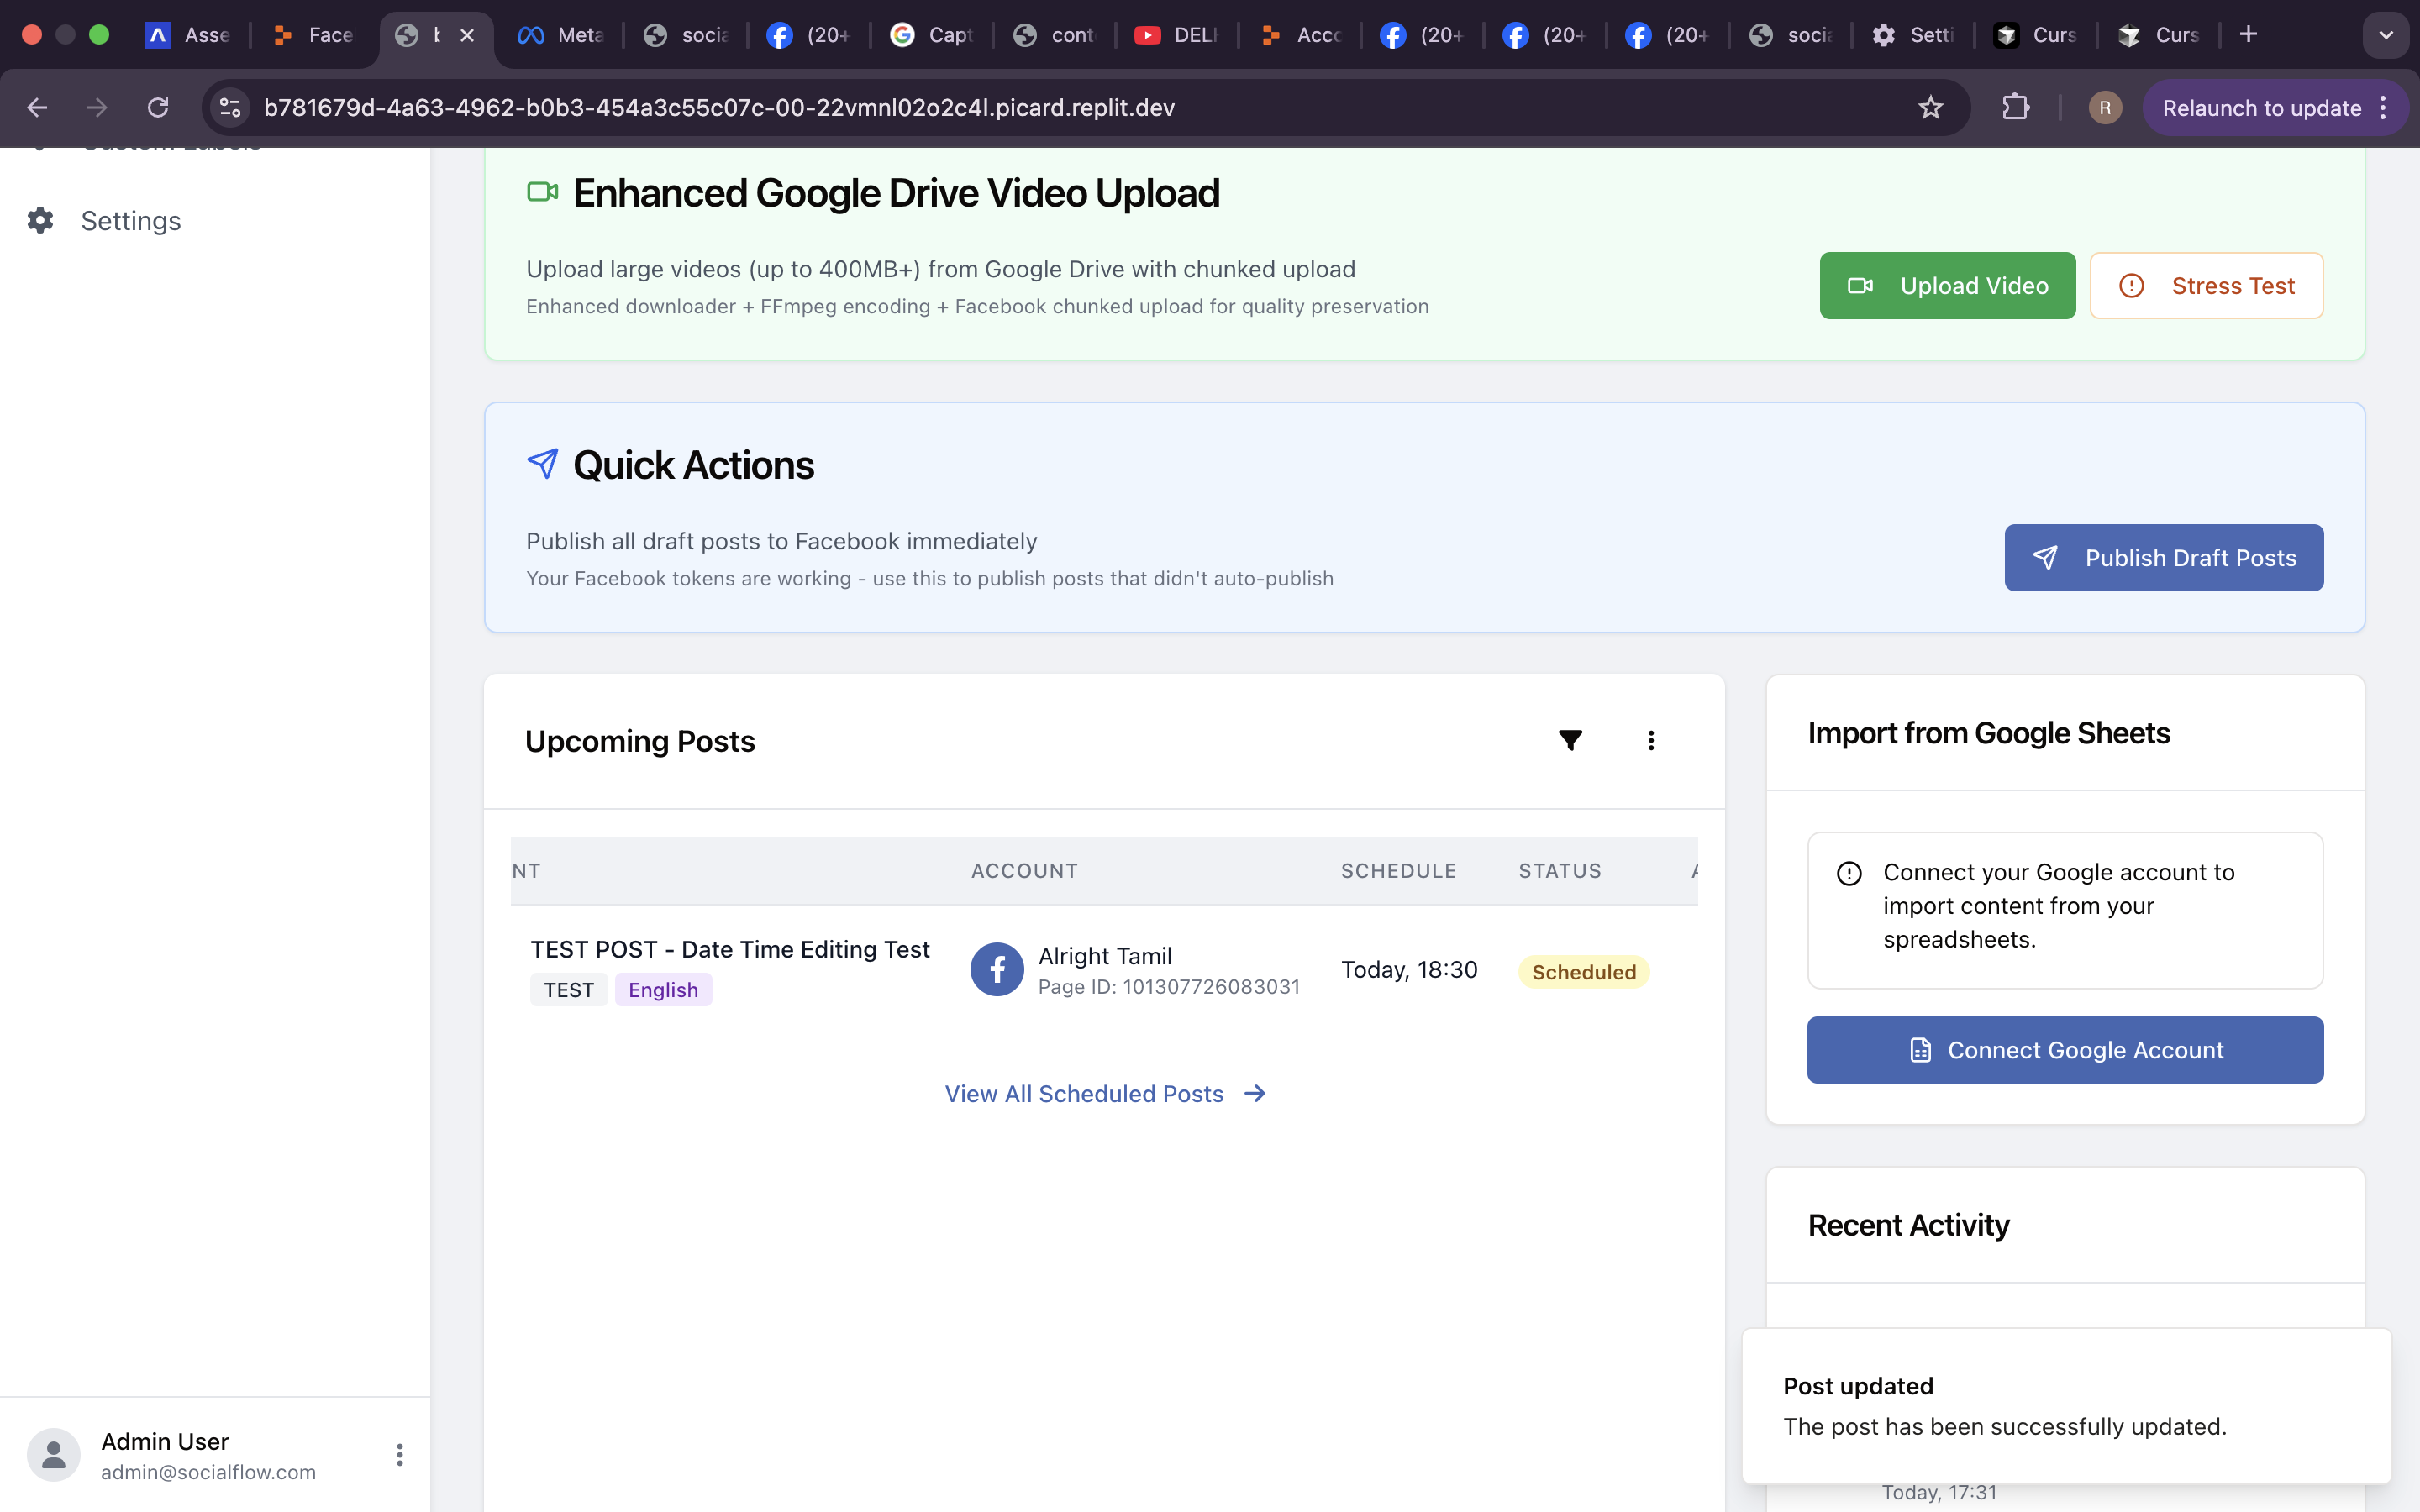 Asse
Face
Meta
socia
(20+
Capt
cont
DELH
Acco
(20+
(20+
(20+
socia
Setti
Curs
Curs
b781679d-4a63-4962-b0b3-454a3c55c07c-00-22vmnl02o2c4l.picard.replit.dev
R
Relaunch to update
Custom Labels
Settings
Enhanced Google Drive Video Upload
Upload large videos (up to 400MB+) from Google Drive with chunked upload
Enhanced downloader + FFmpeg encoding + Facebook chunked upload for quality preservation
Upload Video
Stress Test
Quick Actions
Publish all draft posts to Facebook immediately
Your Facebook tokens are working - use this to publish posts that didn't auto-publish
Publish Draft Posts
Upcoming Posts
NT ACCOUNT SCHEDULE STATUS
TEST POST - Date Time Editing Test
TEST English
Alright Tamil
Page ID: 101307726083031
Today, 18:30
Scheduled
View All Scheduled Posts
Import from Google Sheets
Connect your Google account to
import content from your
spreadsheets.
Connect Google Account
Recent Activity
Post updated
The post has been successfully updated.
Today, 17:31
Admin User
admin@socialflow.com